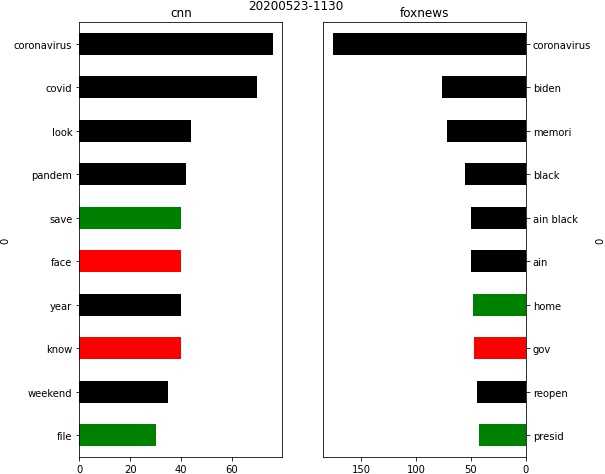 20200523-1130
cnn
foxnews
coronavirus
covid
look
pandem
save
face
year
know
weekend
file
0 20 40 60
0
coronavirus
biden
memori
black
ain black
ain
home
gov
reopen
presid
150 100 50 0
0